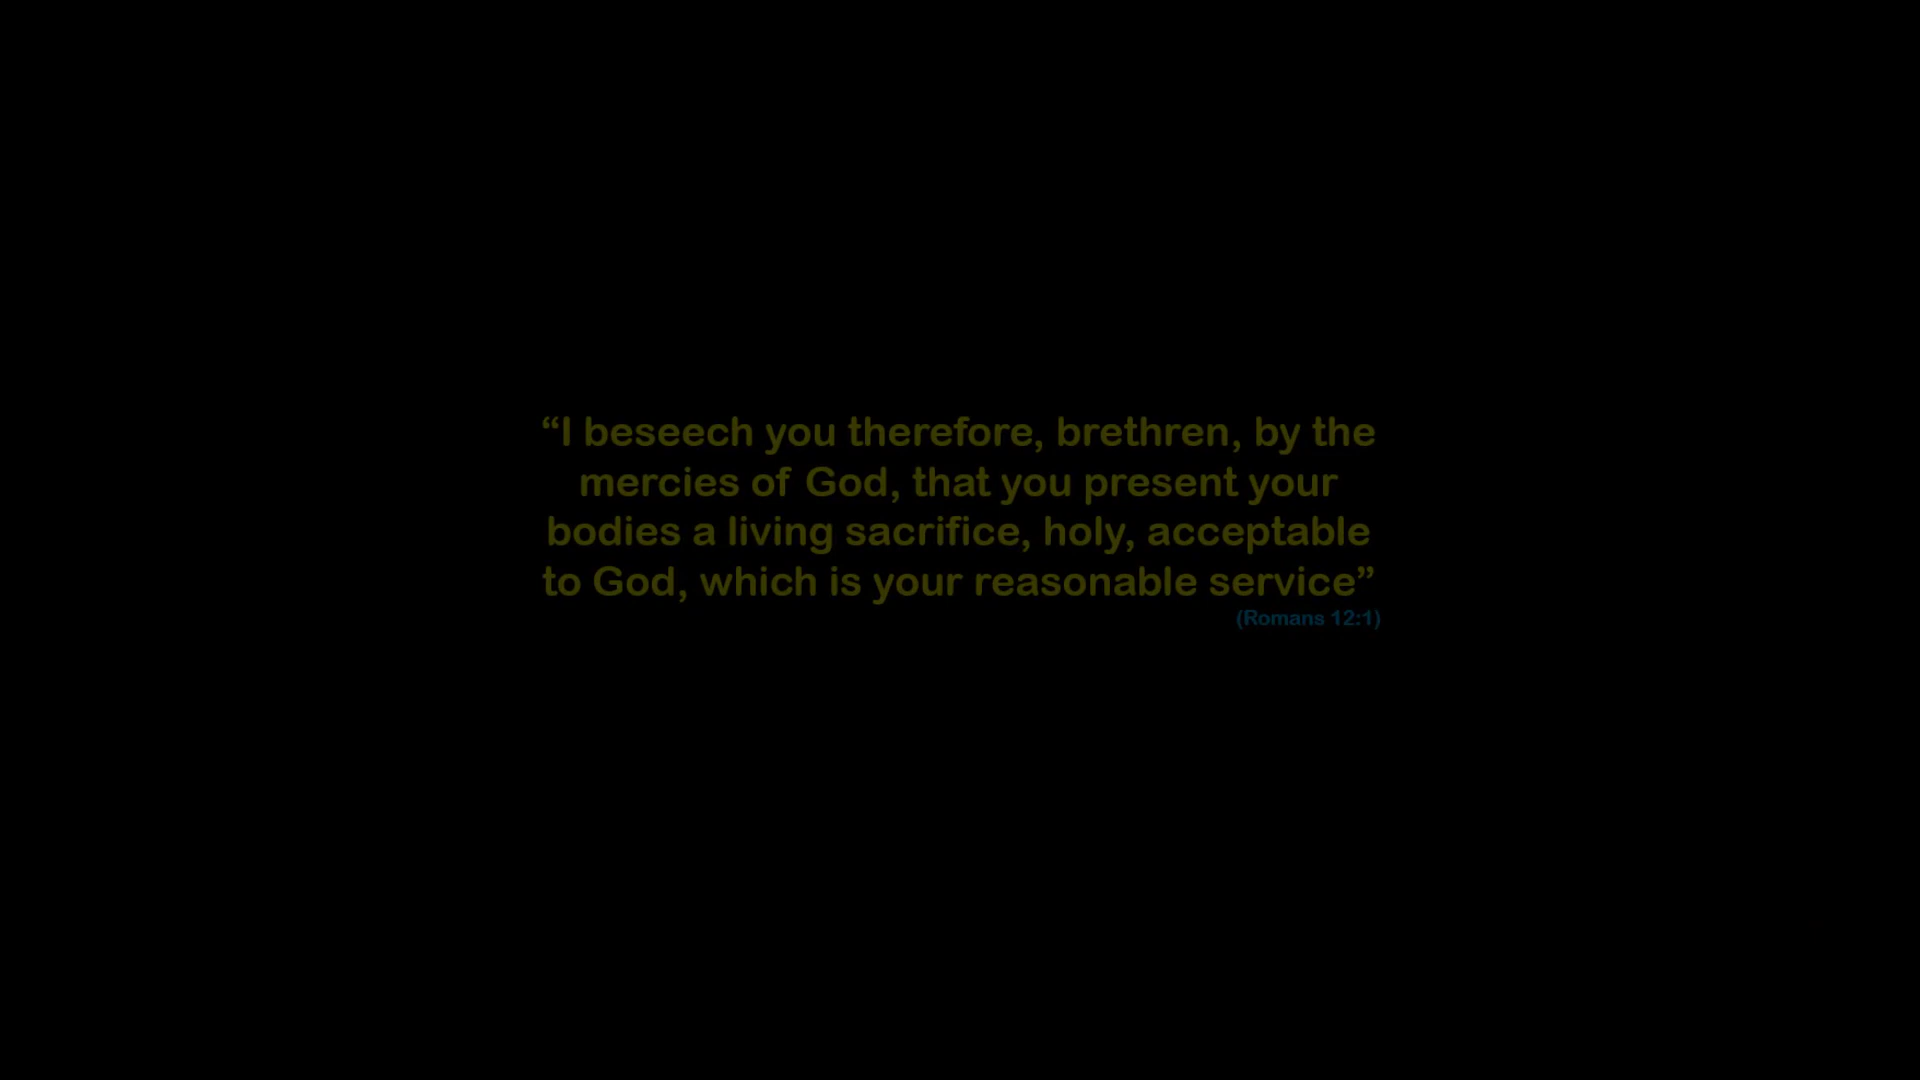 “I beseech you therefore, brethren, by the
mercies of God, that you present your
bodies a living sacrifice, holy, acceptable
to God, which is your reasonable service”
(Romans 12:1)